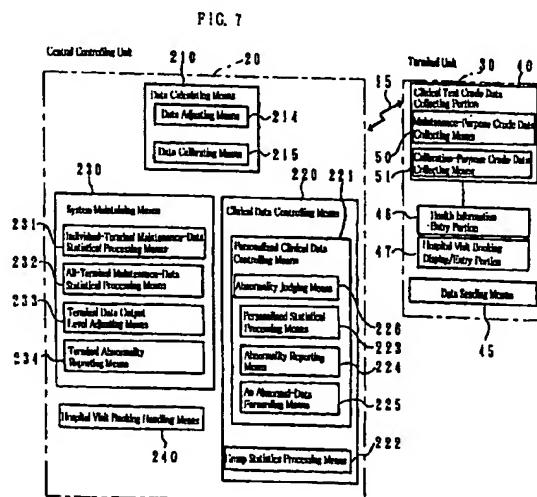 FIG. 7
Central Controlling Unit
20
210
Data Calculating Means
Data Adjusting Means
214
Data Calibrating Means
215
35
Terminal Unit
30
40
Clinical Test Crude Data
Collecting Portion
Maintenance-Purpose Crude Data
Collecting Means
50
Calibration-Purpose Crude Data
Collecting Means
51
Health Information
Entry Portion
46
Hospital Visit Booking
Display/Entry Portion
47
Data Sending Means
45
230
System Maintaining Means
231
Individual-Terminal Maintenance-Data
Statistical Processing Means
232
All-Terminal Maintenance-Data
Statistical Processing Means
233
Terminal Data Output
Level Adjusting Means
234
Terminal Abnormality
Reporting Means
Hospital Visit Booking Handling Means
240
220
221
Clinical Data Controlling Means
Personalized Clinical Data
Controlling Means
Abnormality Judging Means
226
Personalized Statistical
Processing Means
223
Abnormality Reporting
Means
224
An Abnormal-Data
Forwarding Means
225
Group Statistics Processing Means
222